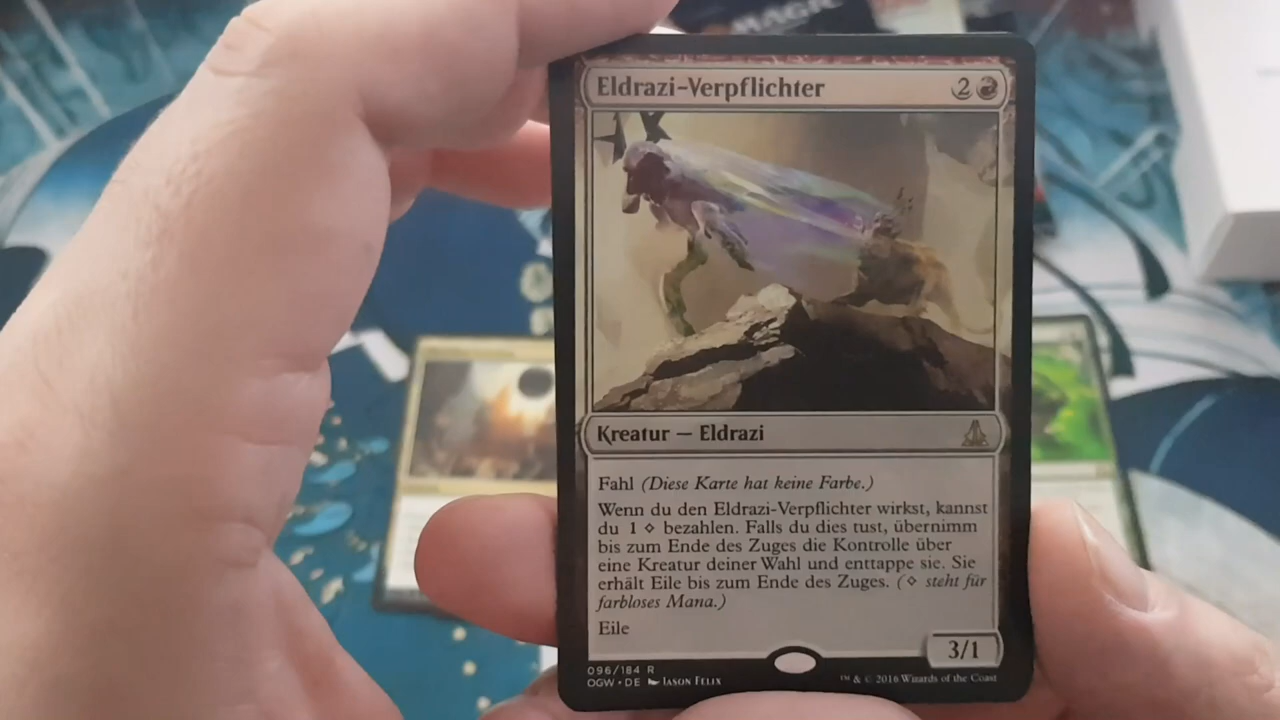 MAGIC
Eldrazi-Verpflichter 2
Kreatur — Eldrazi
Fahl (Diese Karte hat keine Farbe.)
Wenn du den Eldrazi-Verpflichter wirkst, kannst
du 1 ◇ bezahlen. Falls du dies tust, übernimm
bis zum Ende des Zuges die Kontrolle über
eine Kreatur deiner Wahl und enttappe sie. Sie
erhält Eile bis zum Ende des Zuges. (◇ steht für
farbloses Mana.)
Eile
3/1
096/184 R
OGW • DE Jason Felix
™ & © 2016 Wizards of the Coast